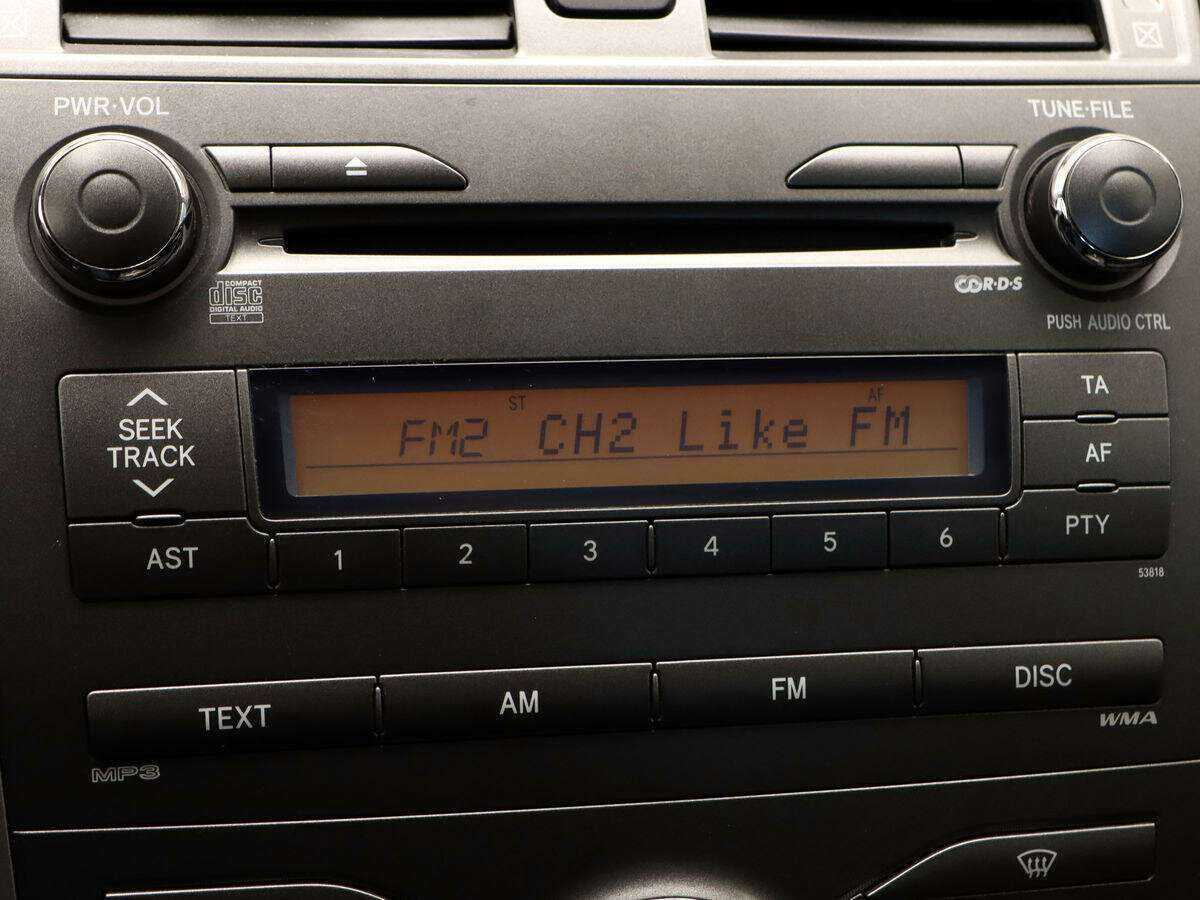 PWR·VOL
TUNE·FILE
COMPACT
disc
DIGITAL AUDIO
TEXT
R·D·S
PUSH AUDIO CTRL
SEEK
TRACK
ST
AF
FM2 CH2 Like FM
TA
AF
PTY
AST 1 2 3 4 5 6
53818
TEXT AM FM DISC
MP3
WMA